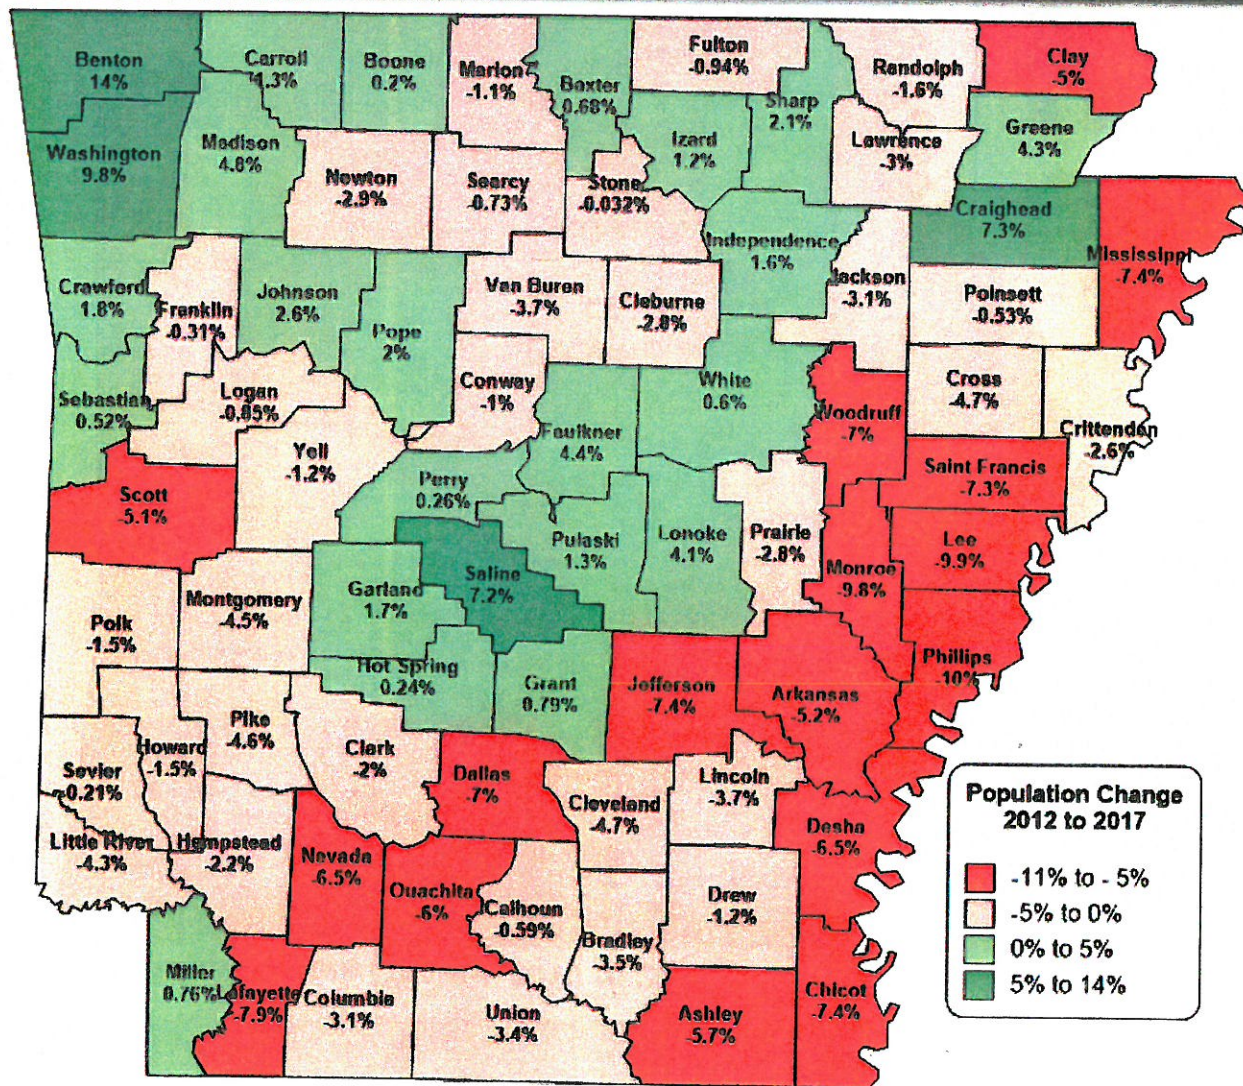 Benton
14%
Carroll
1.3%
Boone
0.2%
Marion
-1.1%
Baxter
0.68%
Fulton
-0.94%
Sharp
2.1%
Randolph
-1.6%
Clay
-5%
Washington
9.8%
Madison
4.8%
Newton
-2.9%
Searcy
-0.73%
Stone
-0.032%
Izard
1.2%
Lawrence
-3%
Greene
4.3%
Independence
1.6%
Craighead
7.3%
Mississippi
-7.4%
Crawford
1.8%
Franklin
-0.31%
Johnson
2.6%
Pope
2%
Van Buren
-3.7%
Cleburne
-2.8%
Jackson
-3.1%
Poinsett
-0.53%
Sebastian
0.52%
Logan
-0.85%
Conway
-1%
White
0.6%
Woodruff
-7%
Cross
-4.7%
Crittenden
-2.6%
Scott
-5.1%
Yell
-1.2%
Perry
0.26%
Faulkner
4.4%
Saint Francis
-7.3%
Pulaski
1.3%
Lonoke
4.1%
Prairie
-2.8%
Monroe
-9.8%
Lee
-9.9%
Polk
-1.5%
Montgomery
-4.5%
Garland
1.7%
Saline
7.2%
Hot Spring
0.24%
Grant
0.79%
Jefferson
-7.4%
Arkansas
-5.2%
Phillips
-10%
Sevier
-0.21%
Howard
-1.5%
Pike
-4.6%
Clark
-2%
Dallas
-7%
Cleveland
-4.7%
Lincoln
-3.7%
Desha
-6.5%
Little River
-4.3%
Hempstead
-2.2%
Nevada
-6.5%
Ouachita
-6%
Calhoun
-0.59%
Bradley
-3.5%
Drew
-1.2%
Miller
0.76%
Lafayette
-7.9%
Columbia
-3.1%
Union
-3.4%
Ashley
-5.7%
Chicot
-7.4%
Population Change
2012 to 2017
-11% to - 5%
-5% to 0%
0% to 5%
5% to 14%